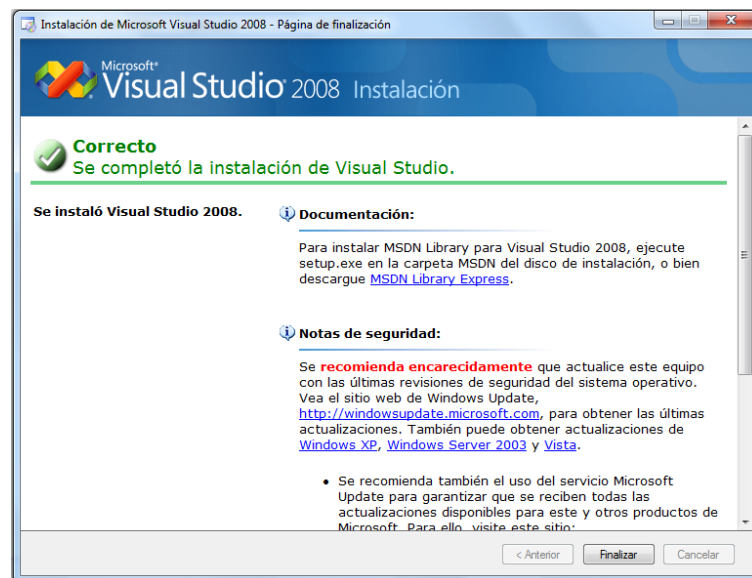 Instalación de Microsoft Visual Studio 2008 - Página de finalización
Microsoft®
Visual Studio® 2008 Instalación
Correcto
Se completó la instalación de Visual Studio.
Se instaló Visual Studio 2008.
Documentación:
Para instalar MSDN Library para Visual Studio 2008, ejecute
setup.exe en la carpeta MSDN del disco de instalación, o bien
descargue MSDN Library Express.
Notas de seguridad:
Se recomienda encarecidamente que actualice este equipo
con las últimas revisiones de seguridad del sistema operativo.
Vea el sitio web de Windows Update,
http://windowsupdate.microsoft.com, para obtener las últimas
actualizaciones. También puede obtener actualizaciones de
Windows XP, Windows Server 2003 y Vista.
• Se recomienda también el uso del servicio Microsoft
Update para garantizar que se reciben todas las
actualizaciones disponibles para este y otros productos de
Microsoft. Para ello, visite este sitio:
< Anterior
Finalizar
Cancelar